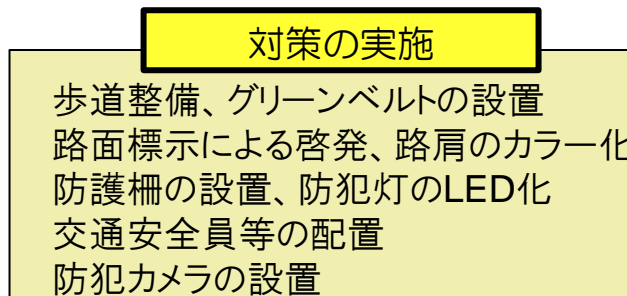 対策の実施
歩道整備、グリーンベルトの設置
路面標示による啓発、路肩のカラー化
防護柵の設置、防犯灯のLED化
交通安全員等の配置
防犯カメラの設置